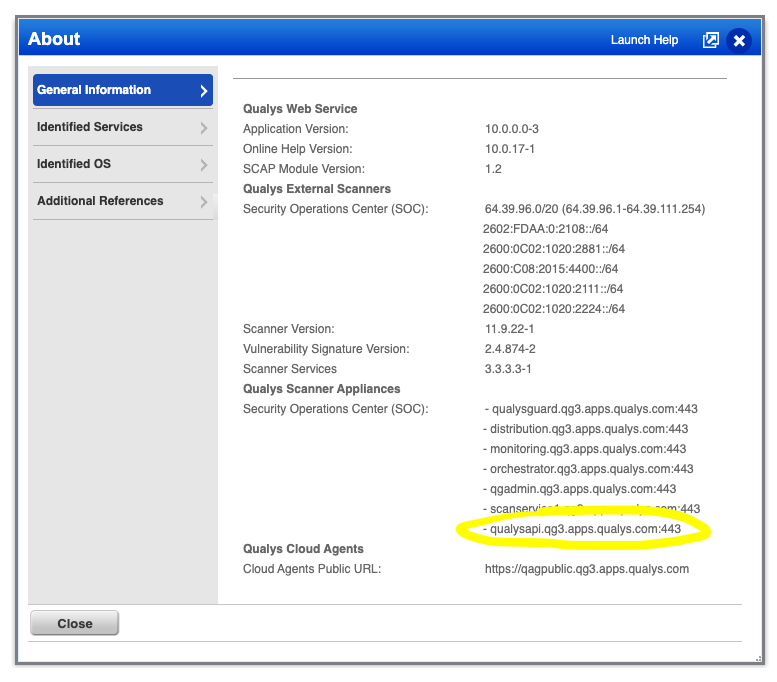 About
Launch Help
General Information
Identified Services
Identified OS
Additional References
Qualys Web Service
Application Version: 10.0.0.0-3
Online Help Version: 10.0.17-1
SCAP Module Version: 1.2
Qualys External Scanners
Security Operations Center (SOC): 64.39.96.0/20 (64.39.96.1-64.39.111.254)
2602:FDAA:0:2108::/64
2600:0C02:1020:2881::/64
2600:C08:2015:4400::/64
2600:0C02:1020:2111::/64
2600:0C02:1020:2224::/64
Scanner Version: 11.9.22-1
Vulnerability Signature Version: 2.4.874-2
Scanner Services 3.3.3.3-1
Qualys Scanner Appliances
Security Operations Center (SOC): - qualysguard.qg3.apps.qualys.com:443
- distribution.qg3.apps.qualys.com:443
- monitoring.qg3.apps.qualys.com:443
- orchestrator.qg3.apps.qualys.com:443
- qgadmin.qg3.apps.qualys.com:443
- scanservice1.qg3.apps.qualys.com:443
- qualysapi.qg3.apps.qualys.com:443
Qualys Cloud Agents
Cloud Agents Public URL: https://qagpublic.qg3.apps.qualys.com
Close